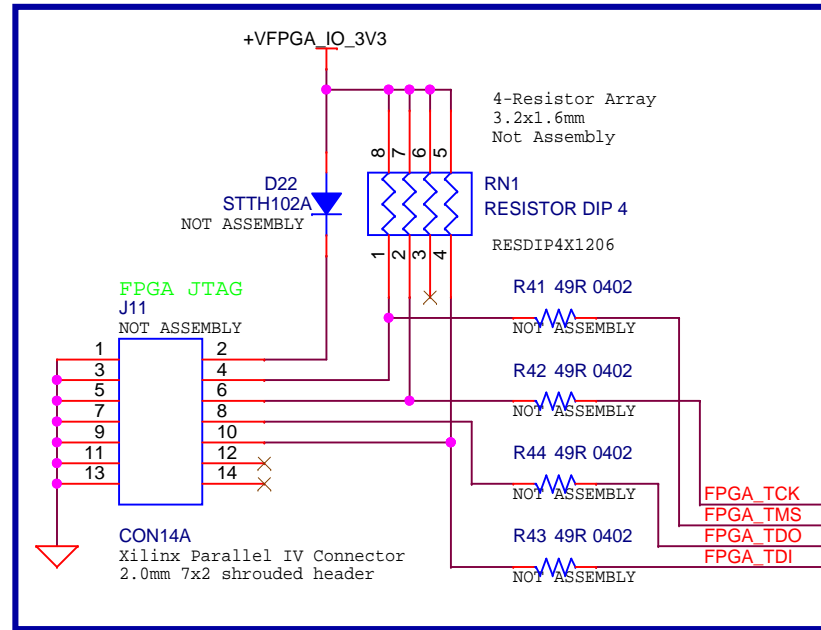 +VFPGA_IO_3V3
4-Resistor Array
3.2x1.6mm
Not Assembly
8 7 6 5
D22
STTH102A
NOT ASSEMBLY
RN1
RESISTOR DIP 4
RESDIP4X1206
1 2 3 4
FPGA JTAG
J11
NOT ASSEMBLY
R41 49R 0402
NOT ASSEMBLY
1 2
3 4
5 6
7 8
9 10
11 12
13 14
R42 49R 0402
NOT ASSEMBLY
R44 49R 0402
NOT ASSEMBLY
FPGA_TCK
FPGA_TMS
FPGA_TDO
FPGA_TDI
R43 49R 0402
NOT ASSEMBLY
CON14A
Xilinx Parallel IV Connector
2.0mm 7x2 shrouded header